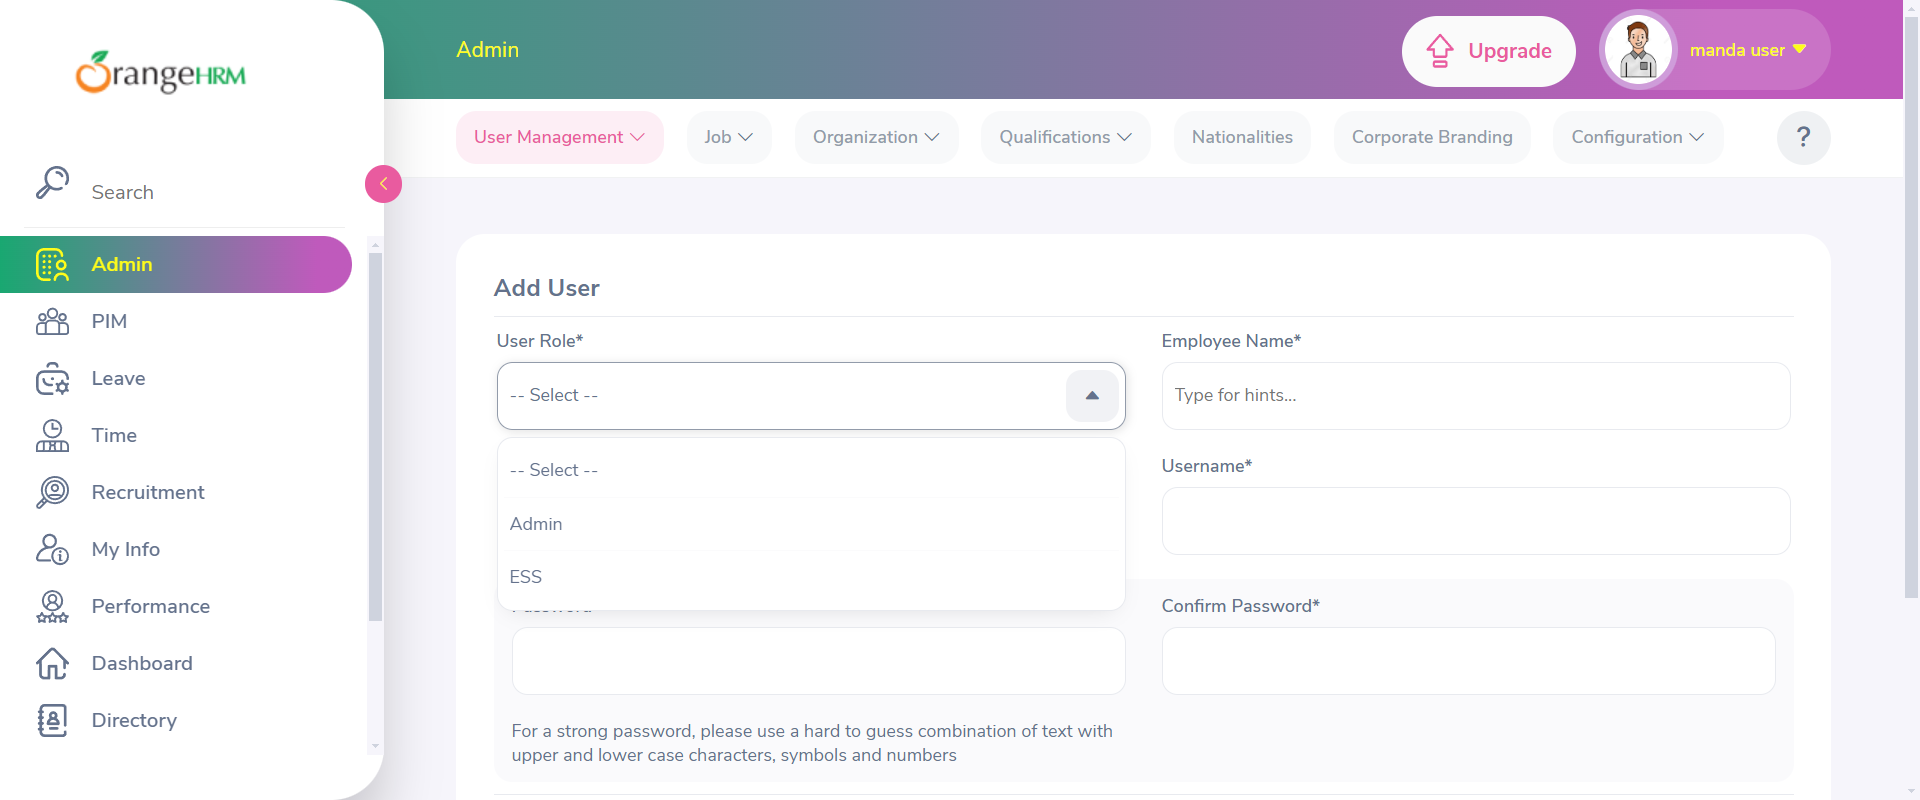 OrangeHRM
Admin
Upgrade
manda user
User Management
Job
Organization
Qualifications
Nationalities
Corporate Branding
Configuration
?
Search
Admin
PIM
Leave
Time
Recruitment
My Info
Performance
Dashboard
Directory
Add User
User Role*
-- Select --
-- Select --
Admin
ESS
Employee Name*
Type for hints...
Username*
Confirm Password*
For a strong password, please use a hard to guess combination of text with
upper and lower case characters, symbols and numbers